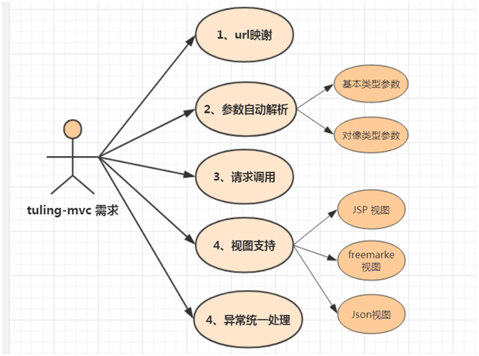 1、url映谢
2、参数自动解析
基本类型参数
对像类型参数
3、请求调用
tuling-mvc 需求
4、视图支持
JSP 视图
freemarke
视图
Json视图
4、异常统一处理